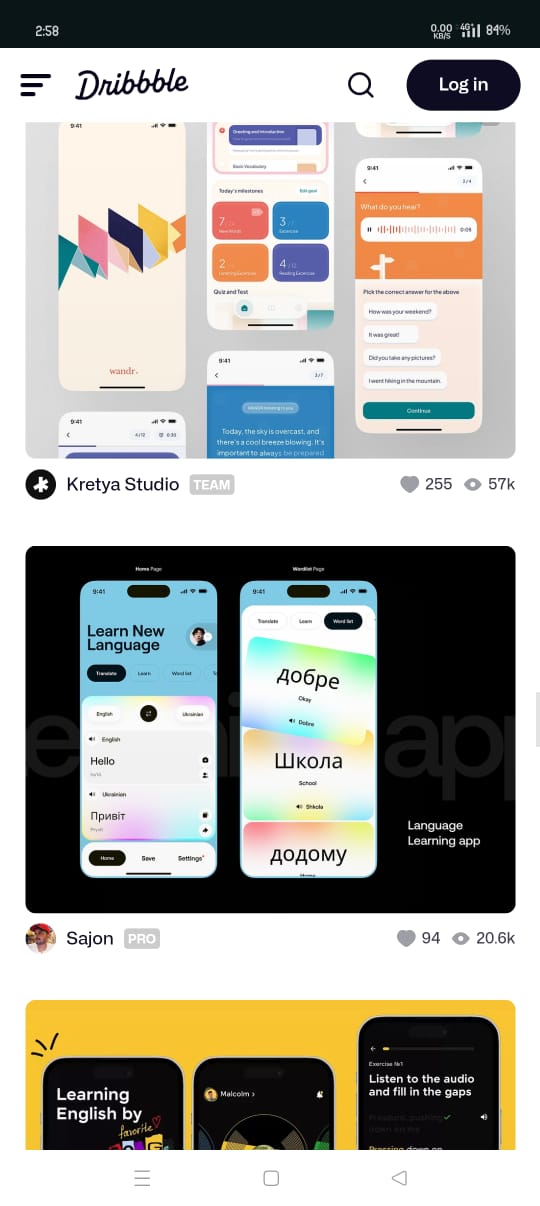 2:58
0.00 KB/S 4G+ 84%
Dribbble
Log in
9:41
wandr.
9:41
4/12 0:30
Greeting and Introduction
Basic Vocabulary
Today's milestones Edit goal
7
New Words
3
Excercise
2
Listening Excercise
4 / 12
Reading Excercise
Quiz and Test
9:41
3/7
Today, the sky is overcast, and
there's a cool breeze blowing. It's
important to always be prepared
9:41
2/4
What do you hear?
0:05
Pick the correct answer for the above
How was your weekend?
It was great!
Did you take any pictures?
I went hiking in the mountain.
Continue
Kretya Studio TEAM 255 57k
Home Page
9:41
Learn New
Language
Translate Learn Word list
English Ukrainian
English
Hello
Ukrainian
Привіт
Home Save Settings
Wordlist Page
9:41
Translate Learn Word list
добре
Okay
Dobre
Школа
School
Shkola
додому
app
Language
Learning app
Sajon PRO 94 20.6k
Learning
English by
favorite
Malcolm
Exercise №1
Listen to the audio
and fill in the gaps